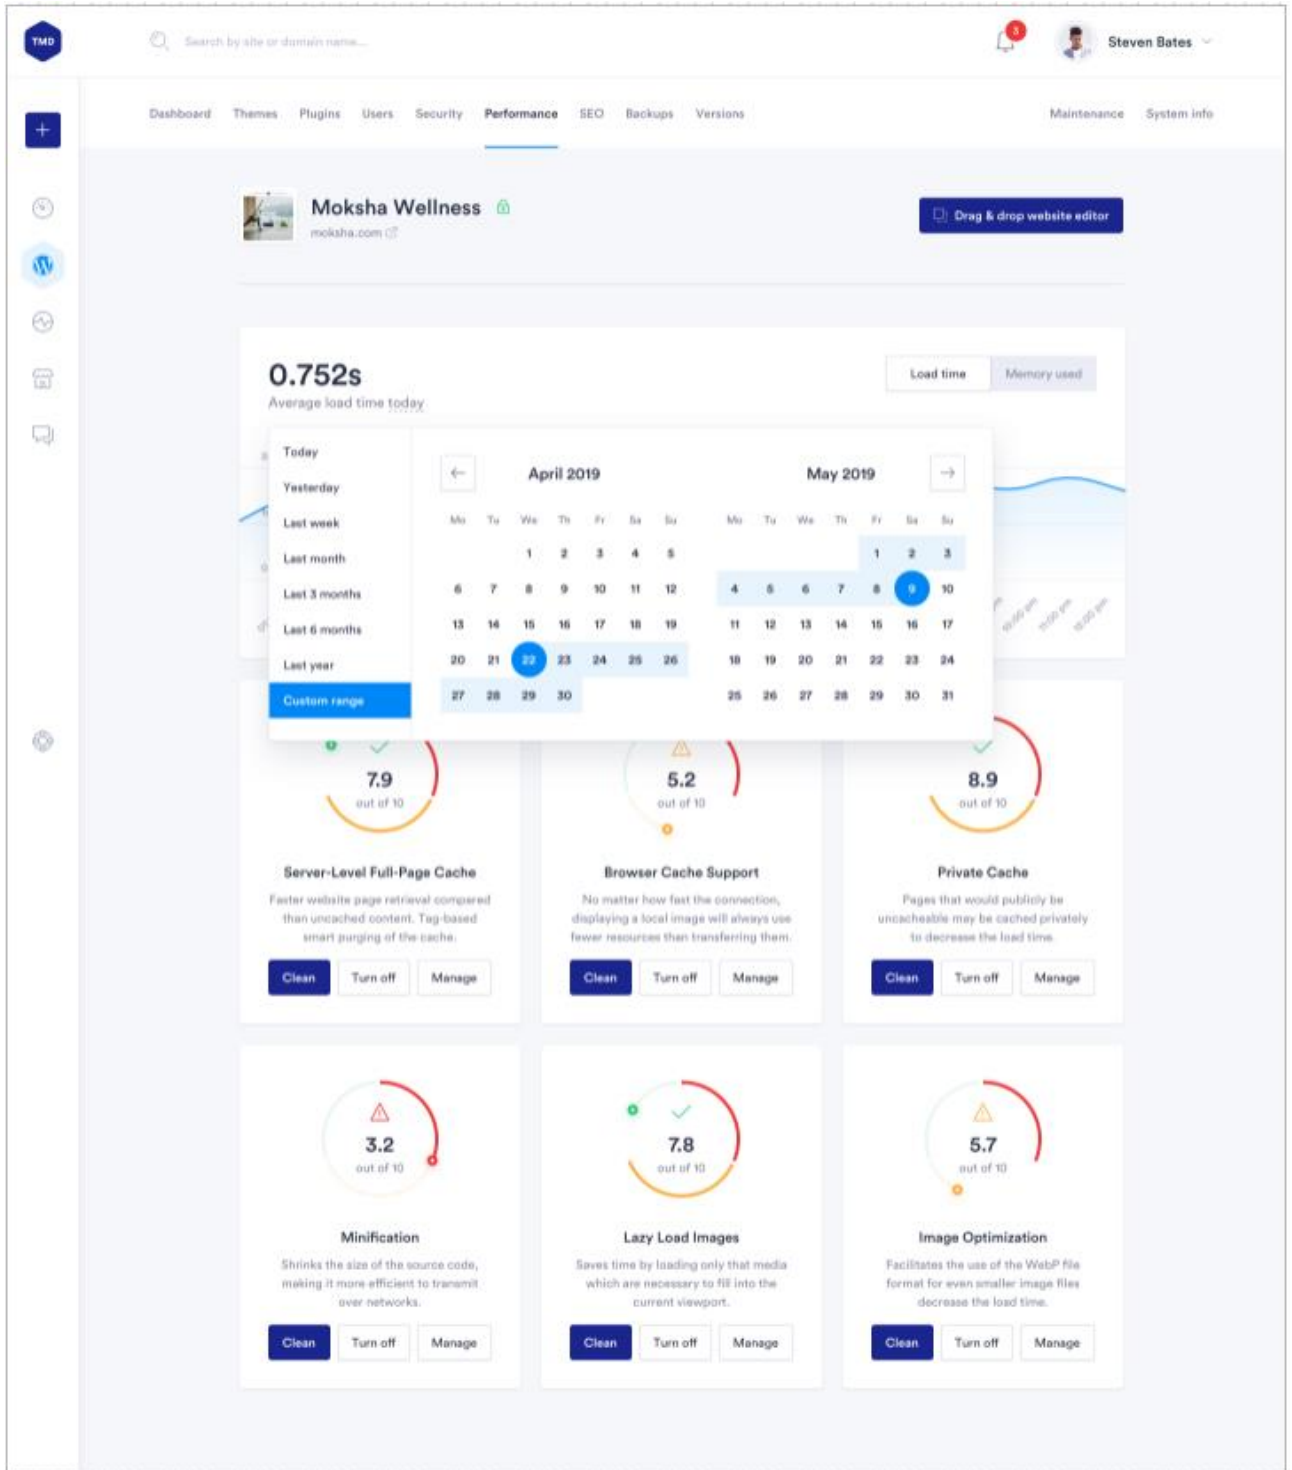 TMD
Search by site or domain name...
3
Steven Bates
+
Dashboard Themes Plugins Users Security Performance SEO Backups Versions Maintenance System info
Moksha Wellness
moksha.com
Drag & drop website editor
0.752s
Average load time today
Load time Memory used
Today
Yesterday
Last week
Last month
Last 3 months
Last 6 months
Last year
Custom range
April 2019
Mo Tu We Th Fr Sa Su
1 2 3 4 5
6 7 8 9 10 11 12
13 14 15 16 17 18 19
20 21 22 23 24 25 26
27 28 29 30
May 2019
Mo Tu We Th Fr Sa Su
1 2 3
4 5 6 7 8 9 10
11 12 13 14 15 16 17
18 19 20 21 22 23 24
25 26 27 28 29 30 31
10:00 pm
11:00 pm
12:00 pm
7.9
out of 10
Server-Level Full-Page Cache
Faster website page retrieval compared
than uncached content. Tag-based
smart purging of the cache.
Clean Turn off Manage
5.2
out of 10
Browser Cache Support
No matter how fast the connection,
displaying a local image will always use
fewer resources than transferring them.
Clean Turn off Manage
8.9
out of 10
Private Cache
Pages that would publicly be
uncacheable may be cached privately
to decrease the load time.
Clean Turn off Manage
3.2
out of 10
Minification
Shrinks the size of the source code,
making it more efficient to transmit
over networks.
Clean Turn off Manage
7.8
out of 10
Lazy Load Images
Saves time by loading only that media
which are necessary to fill into the
current viewport.
Clean Turn off Manage
5.7
out of 10
Image Optimization
Facilitates the use of the WebP file
format for even smaller image files
decrease the load time.
Clean Turn off Manage